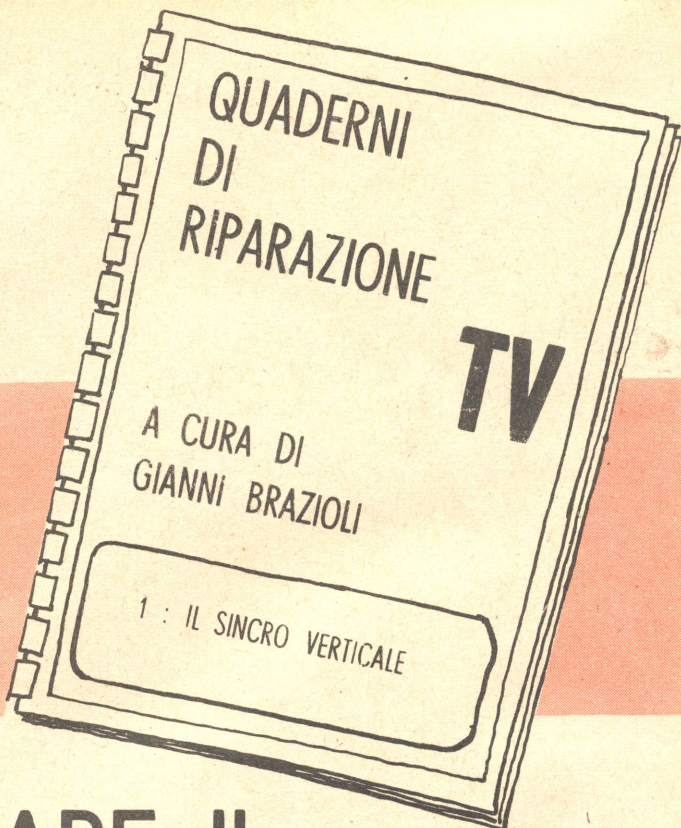 QUADERNI
DI
RIPARAZIONE
TV
A CURA DI
GIANNI BRAZIOLI
1 : IL SINCRO VERTICALE